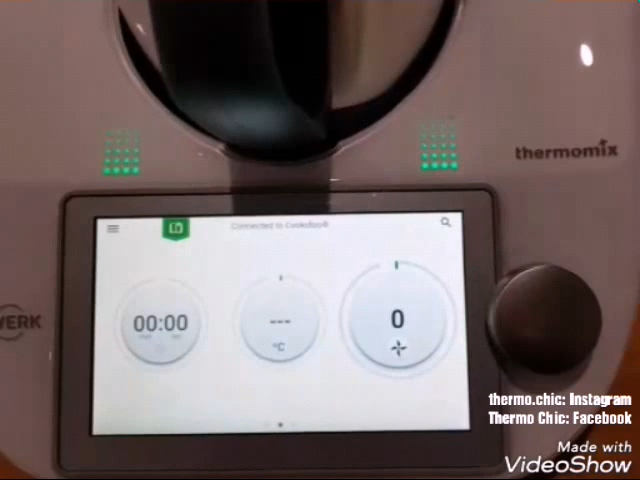 thermomix
Connected to Cookidoo®
WERK
00:00
---
°C
0
thermo.chic: Instagram
Thermo Chic: Facebook
Made with
VideoShow